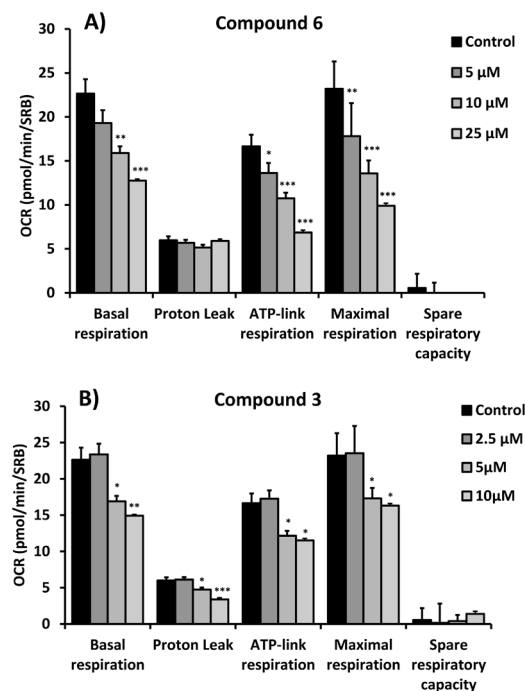 A)
Compound 6
OCR (pmol/min/SRB)
30
25
20
15
10
5
0
Control
5 µM
10 µM
25 µM
** *** * *** *** ** *** ***
Basal respiration
Proton Leak
ATP-link respiration
Maximal respiration
Spare respiratory capacity
B)
Compound 3
OCR (pmol/min/SRB)
30
25
20
15
10
5
0
Control
2.5 µM
5µM
10µM
* ** * *** * * * *
Basal respiration
Proton Leak
ATP-link respiration
Maximal respiration
Spare respiratory capacity